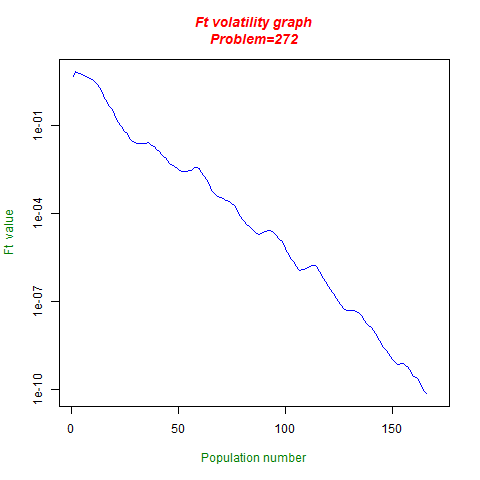 Ft volatility graph
Problem=272
1e-01
1e-04
1e-07
1e-10
Ft value
0 50 100 150
Population number